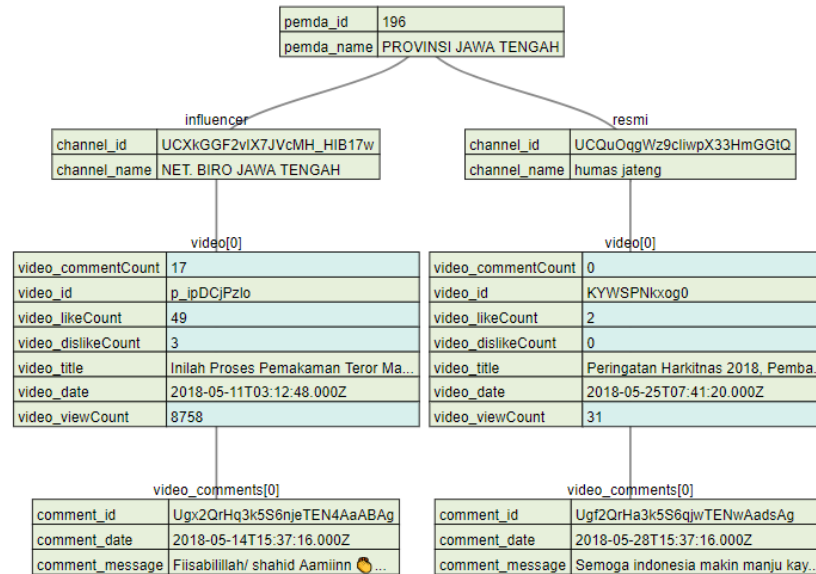 pemda_id 196
pemda_name PROVINSI JAWA TENGAH
influencer
channel_id UCXkGGF2vIX7JVcMH_HIB17w
channel_name NET. BIRO JAWA TENGAH
video[0]
video_commentCount 17
video_id p_ipDCjPzIo
video_likeCount 49
video_dislikeCount 3
video_title Inilah Proses Pemakaman Teror Ma...
video_date 2018-05-11T03:12:48.000Z
video_viewCount 8758
video_comments[0]
comment_id Ugx2QrHq3k5S6njeTEN4AaABAg
comment_date 2018-05-14T15:37:16.000Z
comment_message Fiisabilillah/ shahid Aamiinn 👏...
resmi
channel_id UCQuOqgWz9cIiwpX33HmGGtQ
channel_name humas jateng
video[0]
video_commentCount 0
video_id KYWSPNkxog0
video_likeCount 2
video_dislikeCount 0
video_title Peringatan Harkitnas 2018, Pemba...
video_date 2018-05-25T07:41:20.000Z
video_viewCount 31
video_comments[0]
comment_id Ugf2QrHa3k5S6qjwTENwAadsAg
comment_date 2018-05-28T15:37:16.000Z
comment_message Semoga indonesia makin manju kay...